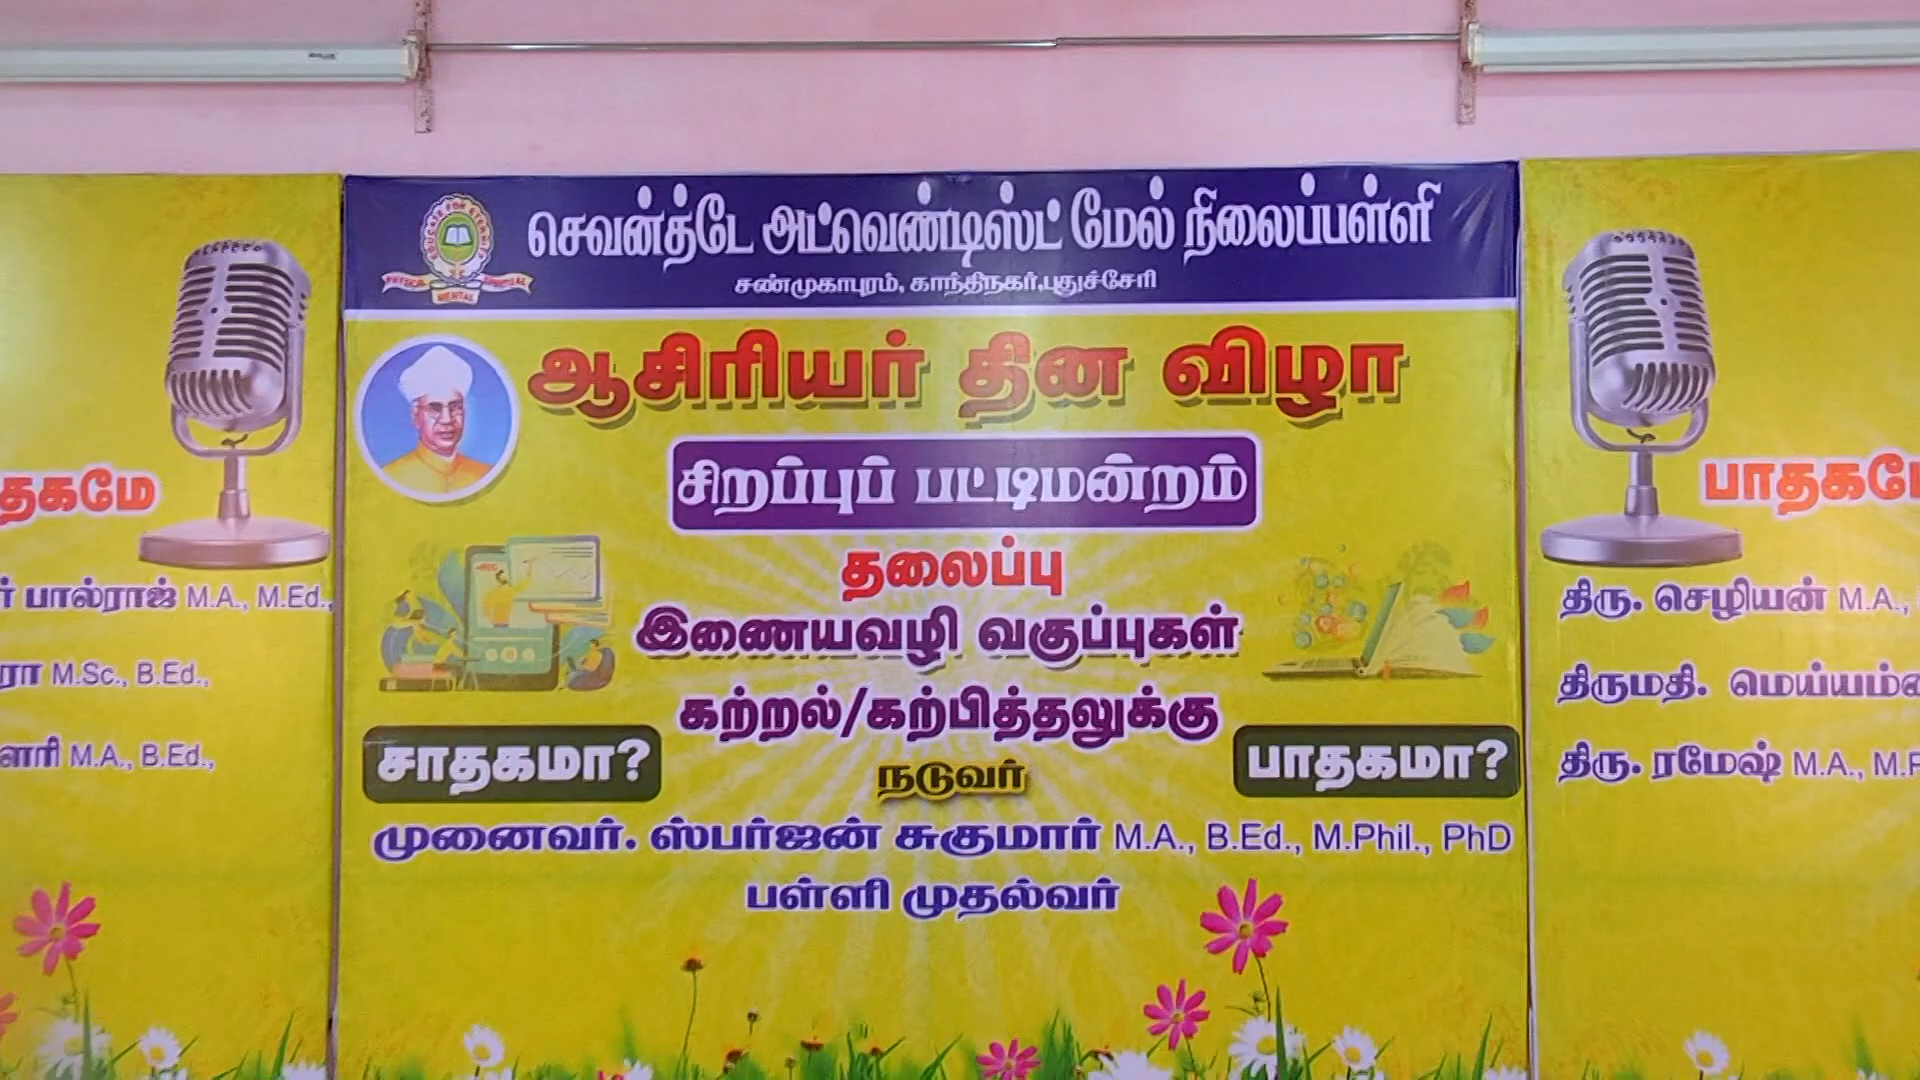 செவன்த்டே அட்வெண்டிஸ்ட் மேல் நிலைப்பள்ளி
சண்முகாபுரம், காந்திநகர்,புதுச்சேரி
ஆசிரியர் தின விழா
சிறப்புப் பட்டிமன்றம்
தலைப்பு
இணையவழி வகுப்புகள்
கற்றல்/கற்பித்தலுக்கு
சாதகமா?
பாதகமா?
நடுவர்
முனைவர். ஸ்பர்ஜன் சுகுமார் M.A., B.Ed., M.Phil., PhD
பள்ளி முதல்வர்
தகமே
பால்ராஜ் M.A., M.Ed.,
M.Sc., B.Ed.,
M.A., B.Ed.,
பாதகமே
திரு. செழியன் M.A.,
திருமதி. மெய்யம்
திரு. ரமேஷ் M.A., M.P
MENTAL